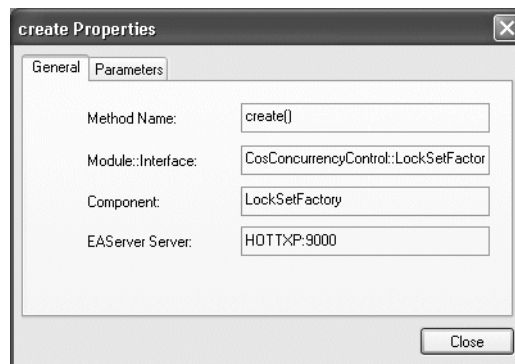 create Properties
General Parameters
Method Name: create()
Module::Interface: CosConcurrencyControl::LockSetFactor
Component: LockSetFactory
EAServer Server: HOTTXP:9000
Close